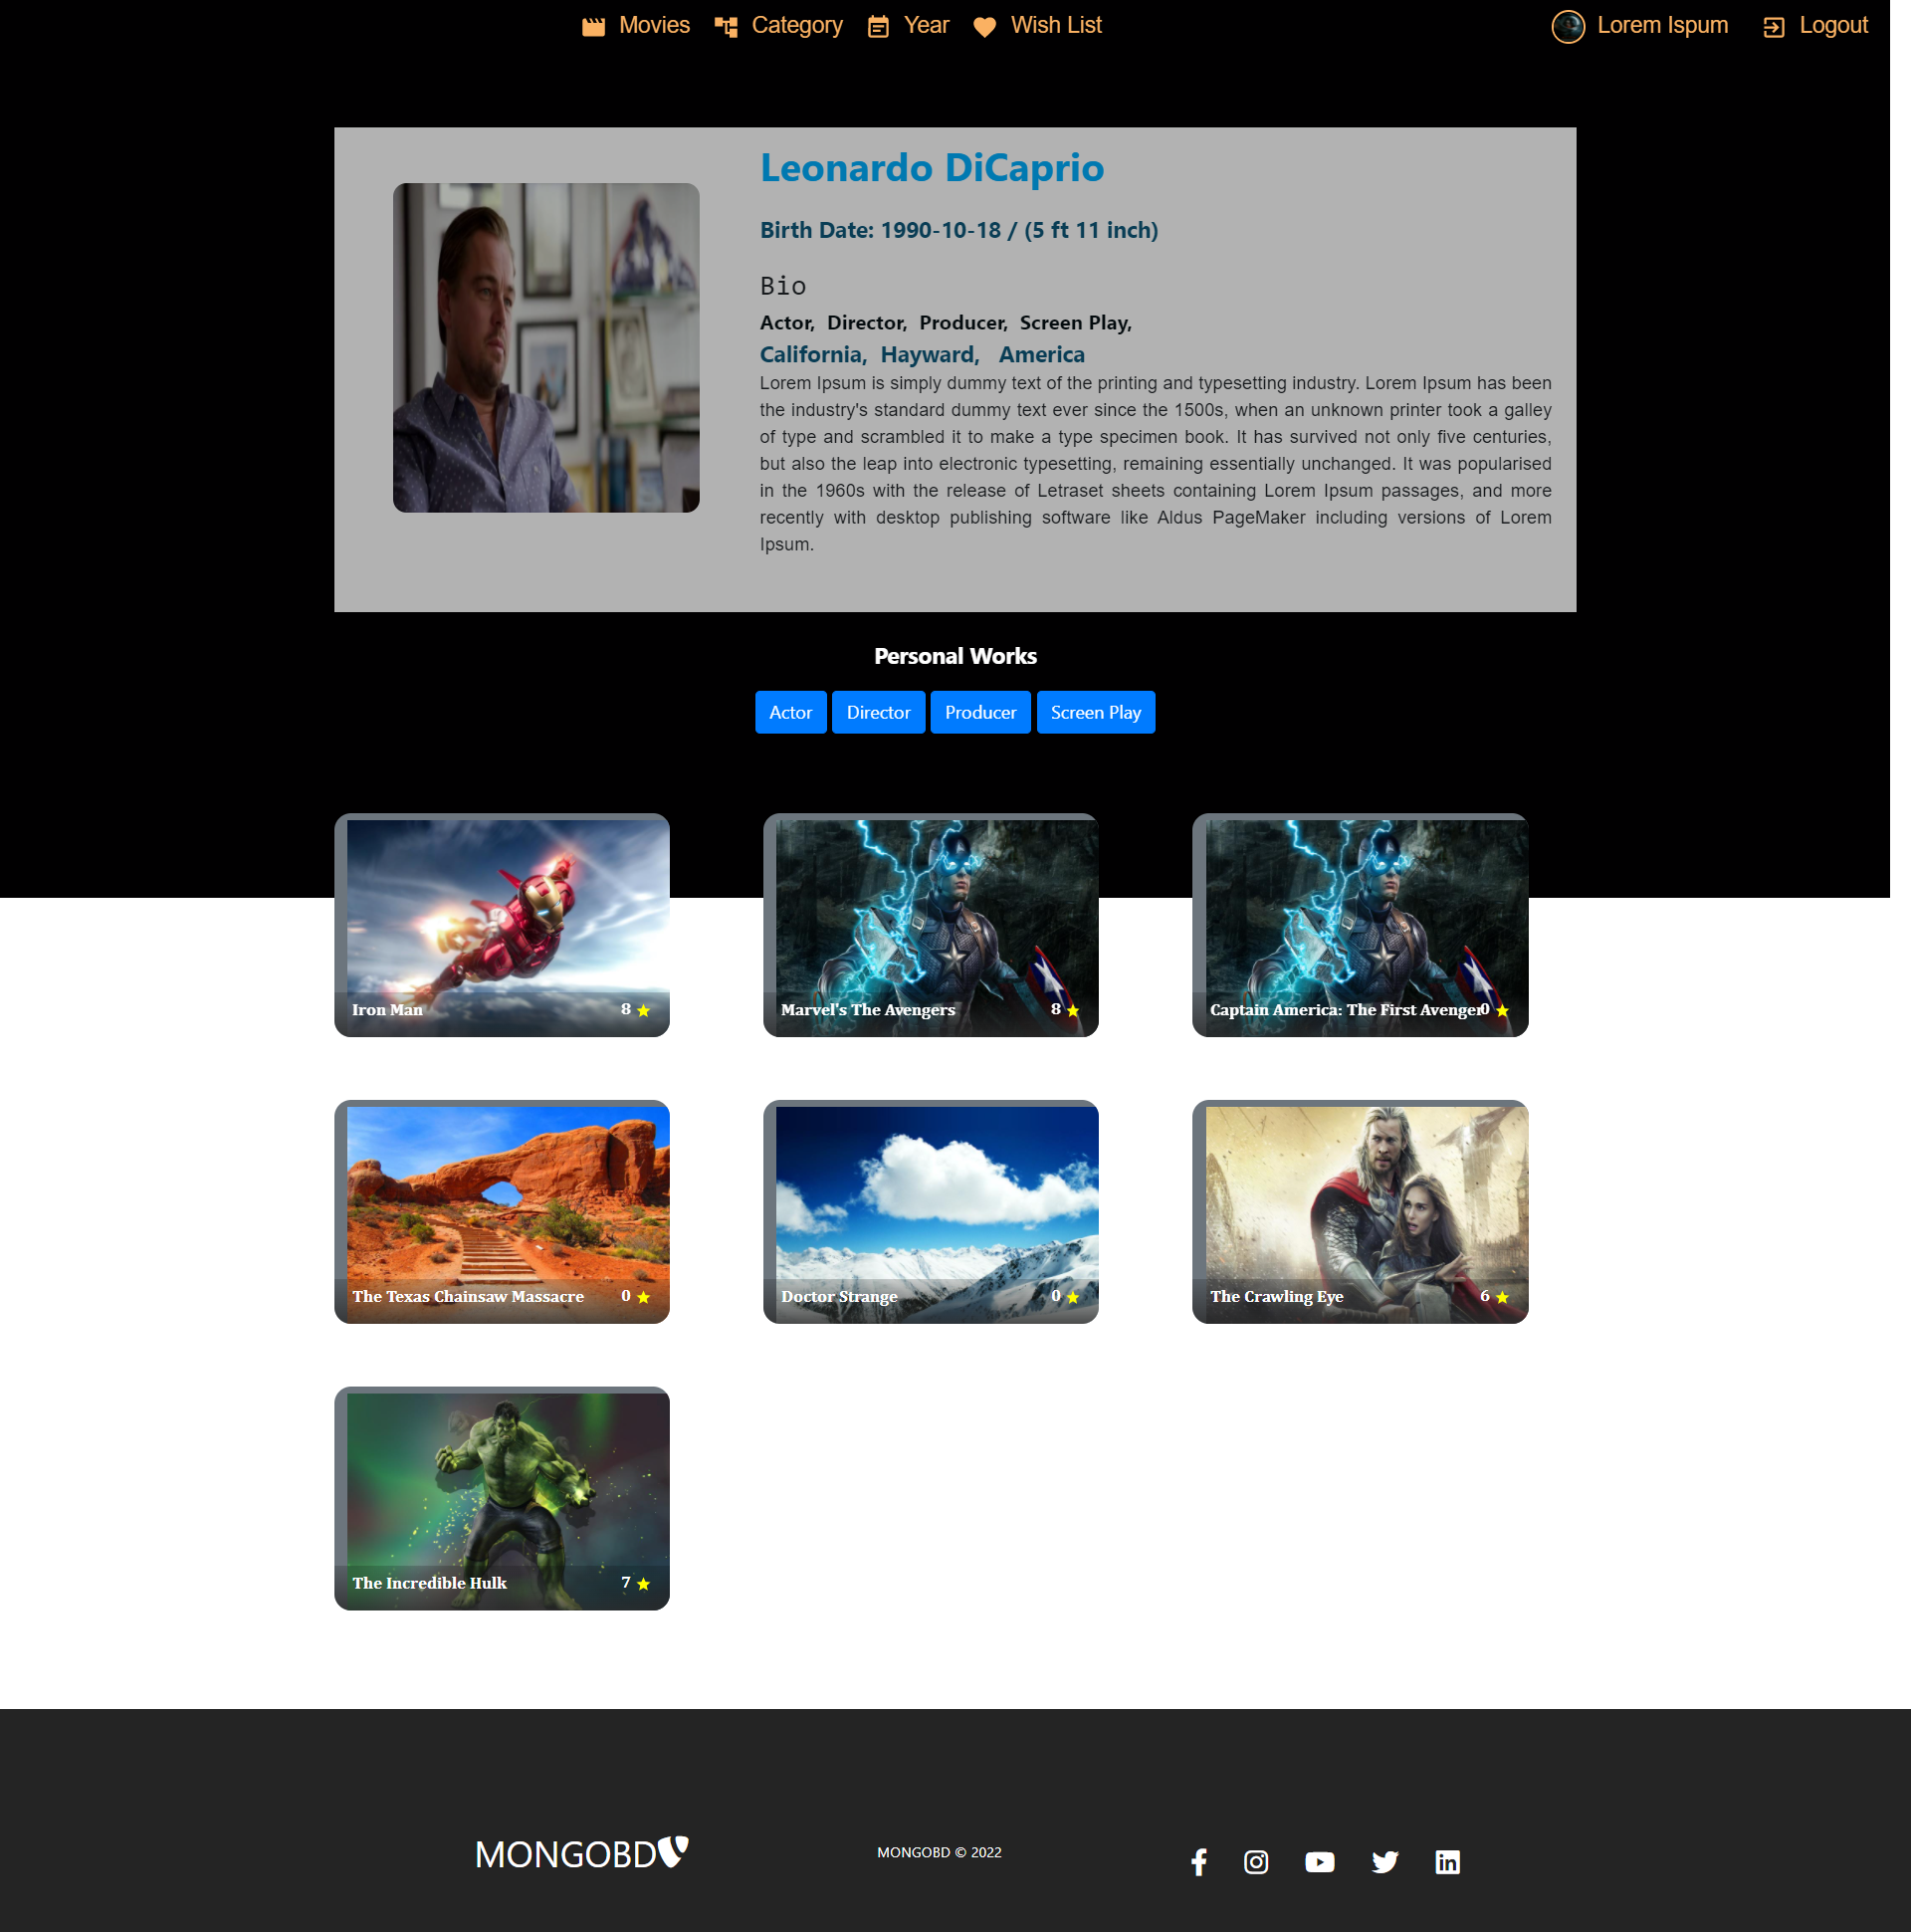 Movies Category Year Wish List Lorem Ispum Logout
Leonardo DiCaprio
Birth Date: 1990-10-18 / (5 ft 11 inch)
Bio
Actor, Director, Producer, Screen Play,
California, Hayward, America
Lorem Ipsum is simply dummy text of the printing and typesetting industry. Lorem Ipsum has been
the industry's standard dummy text ever since the 1500s, when an unknown printer took a galley
of type and scrambled it to make a type specimen book. It has survived not only five centuries,
but also the leap into electronic typesetting, remaining essentially unchanged. It was popularised
in the 1960s with the release of Letraset sheets containing Lorem Ipsum passages, and more
recently with desktop publishing software like Aldus PageMaker including versions of Lorem
Ipsum.
Personal Works
Actor Director Producer Screen Play
Iron Man 8
Marvel's The Avengers 8
Captain America: The First Avenger 0
The Texas Chainsaw Massacre 0
Doctor Strange 0
The Crawling Eye 6
The Incredible Hulk 7
MONGOBD
MONGOBD © 2022